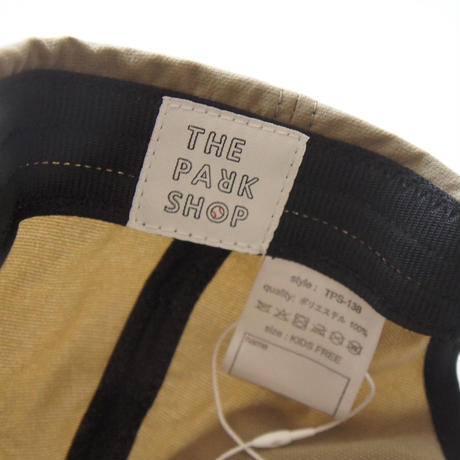 THE
PARK
SHOP
style : TPS-138
quality: ポリエステル 100%
size : KIDS FREE
name